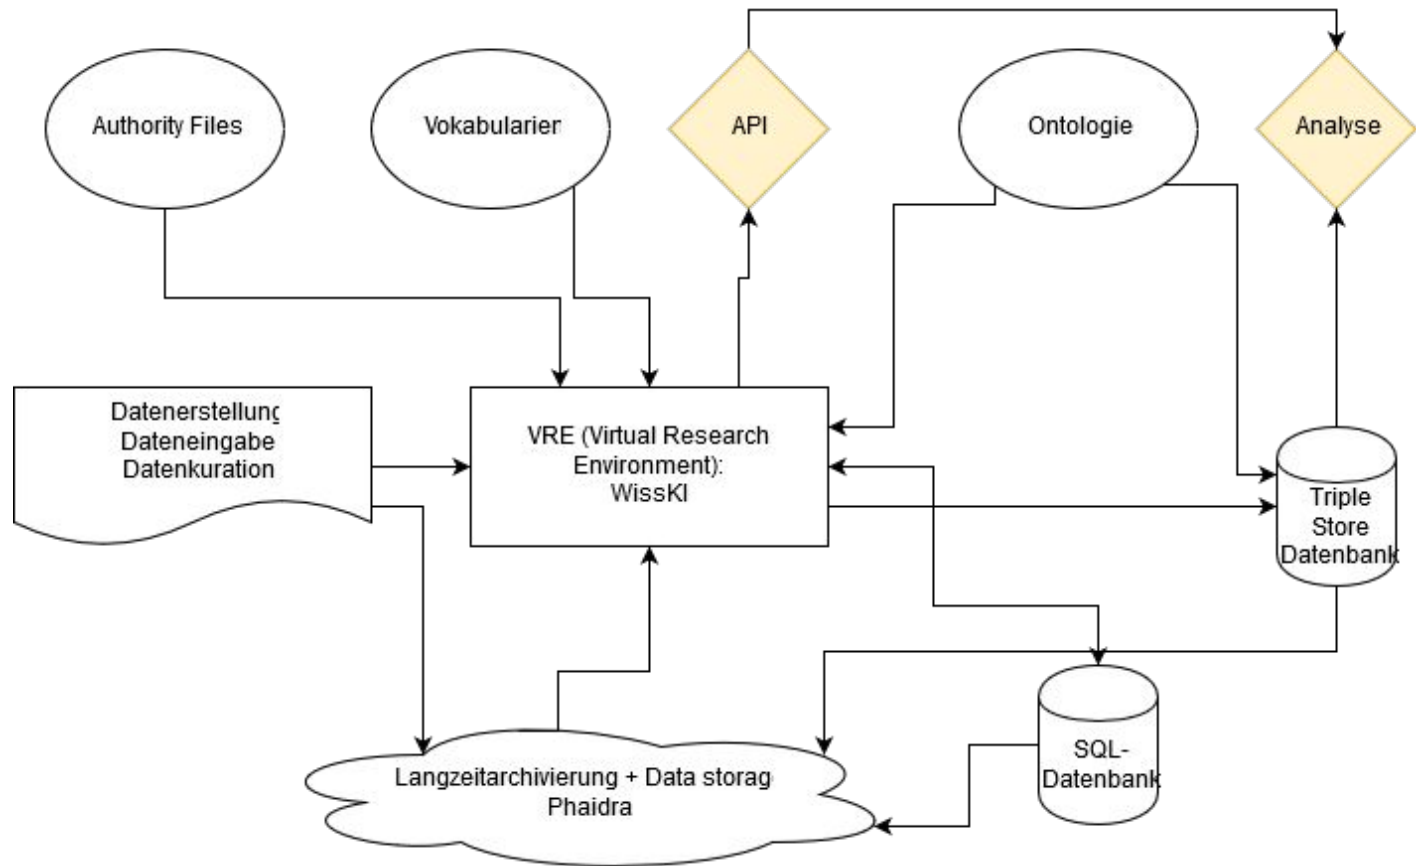 Authority Files
Vokabularien
API
Ontologie
Analyse
Datenerstellung
Dateneingabe
Datenkuration
VRE (Virtual Research
Environment):
WissKI
Triple
Store
Datenbank
SQL-
Datenbank
Langzeitarchivierung + Data storag
Phaidra